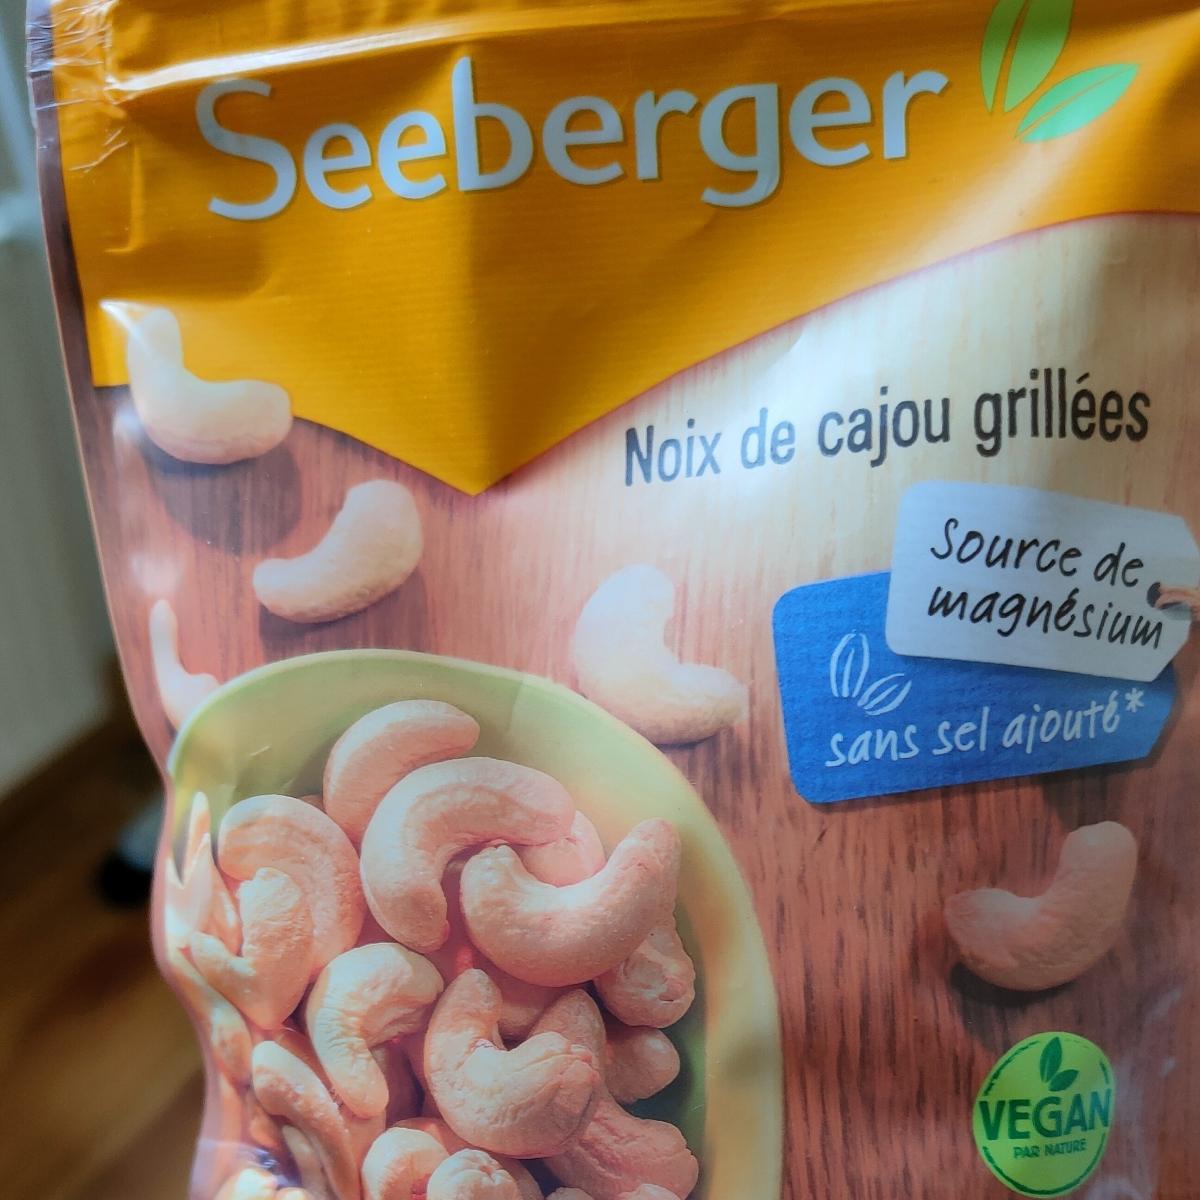 Seeberger
Noix de cajou grillées
Source de
magnésium
sans sel ajouté*
VEGAN
PAR NATURE